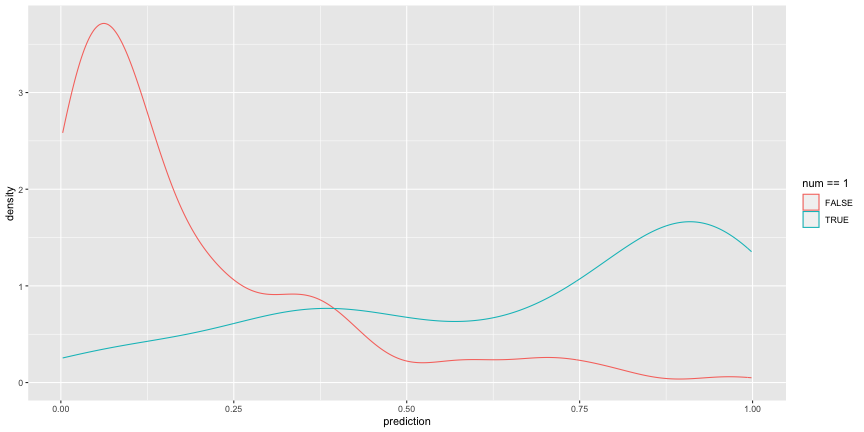 3
2
1
0
density
0.00 0.25 0.50 0.75 1.00
prediction
num == 1
FALSE
TRUE